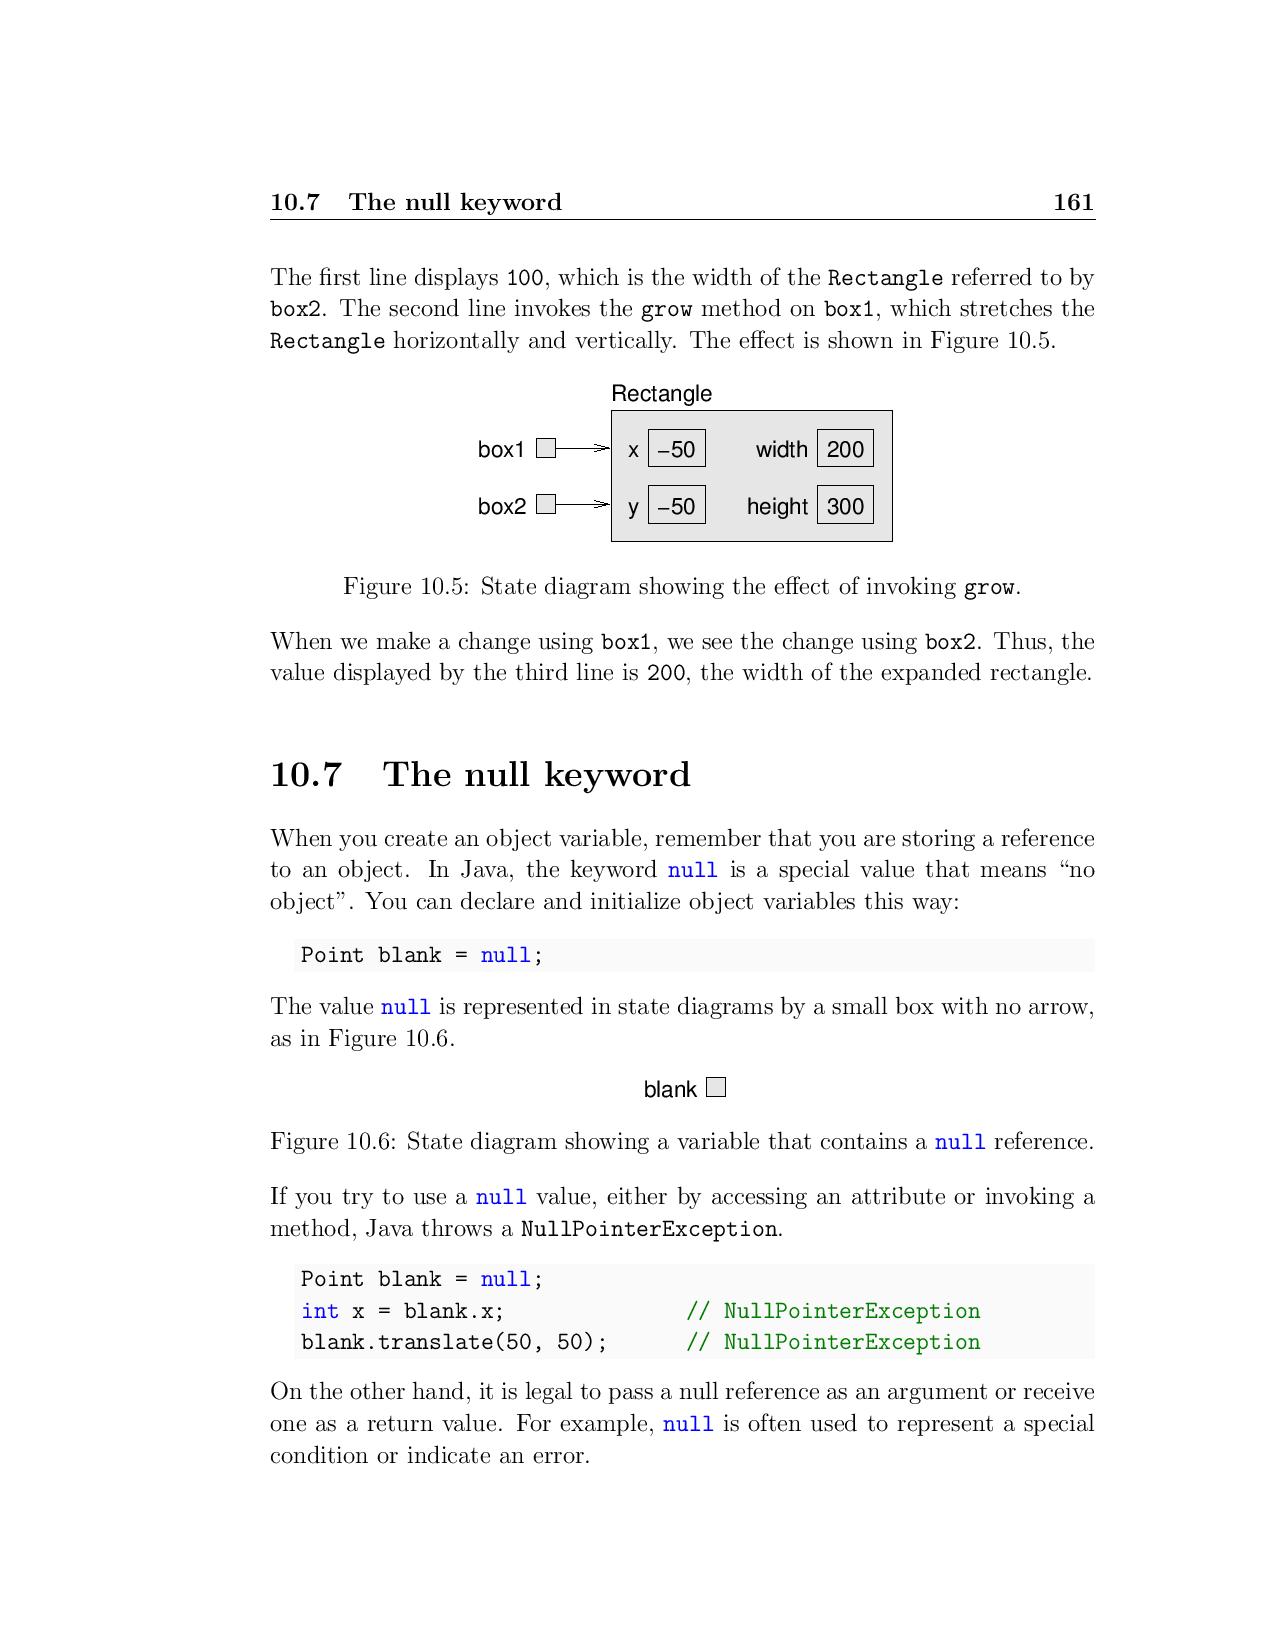 10.7 The null keyword 161
The first line displays 100, which is the width of the Rectangle referred to by
box2. The second line invokes the grow method on box1, which stretches the
Rectangle horizontally and vertically. The effect is shown in Figure 10.5.
Rectangle
box1 x −50 width 200
box2 y −50 height 300
Figure 10.5: State diagram showing the effect of invoking grow.
When we make a change using box1, we see the change using box2. Thus, the
value displayed by the third line is 200, the width of the expanded rectangle.
10.7 The null keyword
When you create an object variable, remember that you are storing a reference
to an object. In Java, the keyword null is a special value that means “no
object”. You can declare and initialize object variables this way:
Point blank = null;
The value null is represented in state diagrams by a small box with no arrow,
as in Figure 10.6.
blank
Figure 10.6: State diagram showing a variable that contains a null reference.
If you try to use a null value, either by accessing an attribute or invoking a
method, Java throws a NullPointerException.
Point blank = null;
int x = blank.x; // NullPointerException
blank.translate(50, 50); // NullPointerException
On the other hand, it is legal to pass a null reference as an argument or receive
one as a return value. For example, null is often used to represent a special
condition or indicate an error.